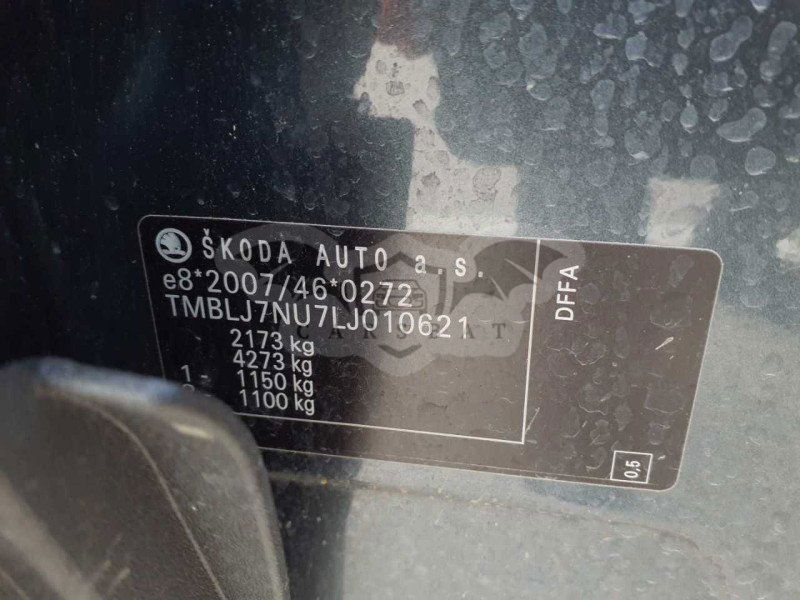 ŠKODA AUTO a.s.
e8*2007/46*0272
TMBLJ7NU7LJ010621
2173 kg
4273 kg
1 - 1150 kg
1100 kg
DFFA
0,5
CARSBAT